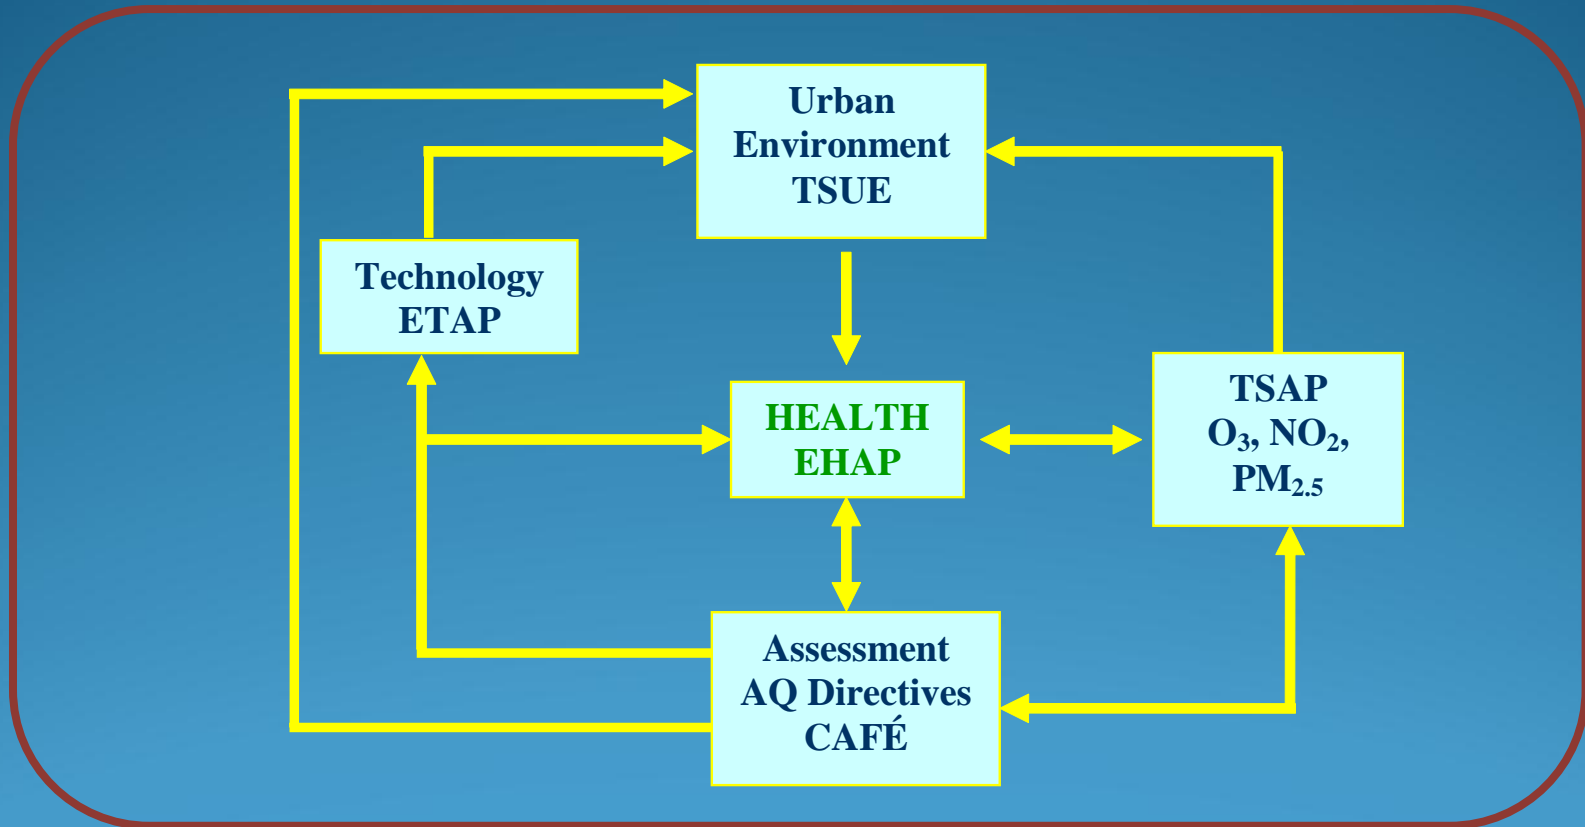 Urban
Environment
TSUE
Technology
ETAP
HEALTH
EHAP
TSAP
O₃, NO₂,
PM₂.₅
Assessment
AQ Directives
CAFÉ